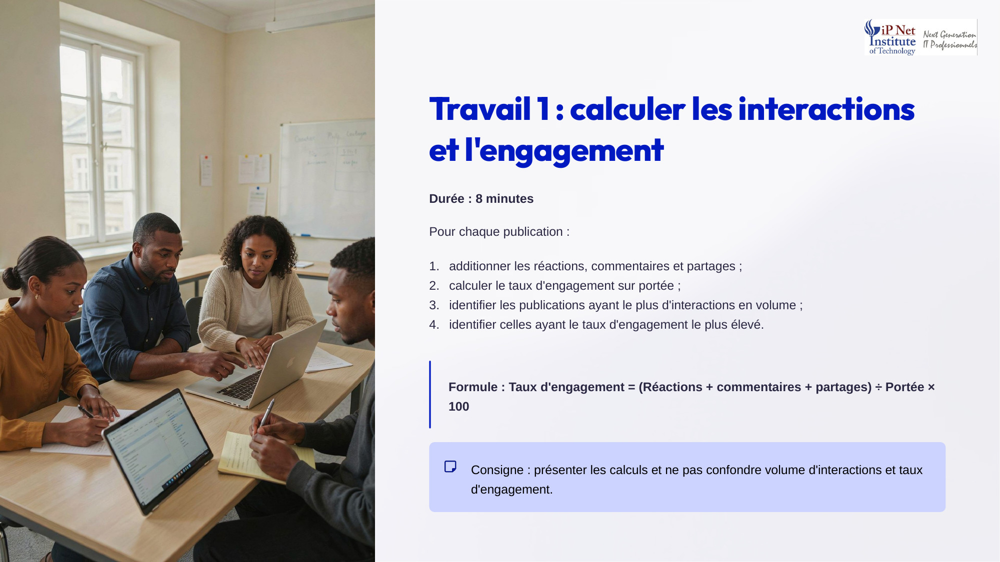 iP Net
Institute
of Technology
Next Generation
IT Professionnels
Travail 1 : calculer les interactions
et l'engagement
Durée : 8 minutes
Pour chaque publication :
1. additionner les réactions, commentaires et partages ;
2. calculer le taux d'engagement sur portée ;
3. identifier les publications ayant le plus d'interactions en volume ;
4. identifier celles ayant le taux d'engagement le plus élevé.
Formule : Taux d'engagement = (Réactions + commentaires + partages) ÷ Portée ×
100
Consigne : présenter les calculs et ne pas confondre volume d'interactions et taux
d'engagement.